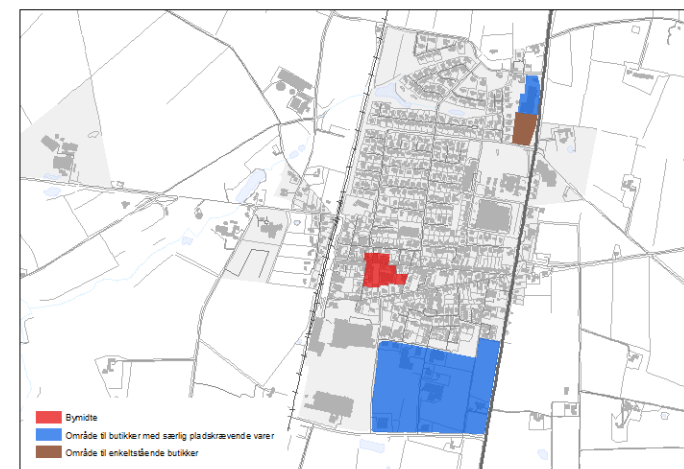 Bymidte
Område til butikker med særlig pladskrævende varer
Område til enkeltstående butikker